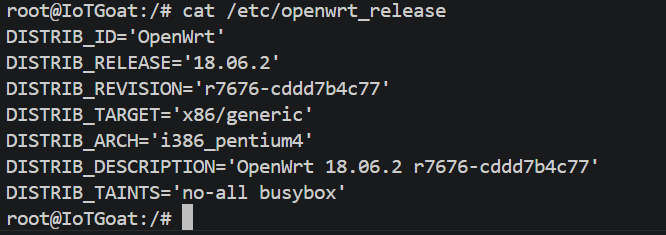 root@IoTGoat:/# cat /etc/openwrt_release
DISTRIB_ID='OpenWrt'
DISTRIB_RELEASE='18.06.2'
DISTRIB_REVISION='r7676-cddd7b4c77'
DISTRIB_TARGET='x86/generic'
DISTRIB_ARCH='i386_pentium4'
DISTRIB_DESCRIPTION='OpenWrt 18.06.2 r7676-cddd7b4c77'
DISTRIB_TAINTS='no-all busybox'
root@IoTGoat:/#